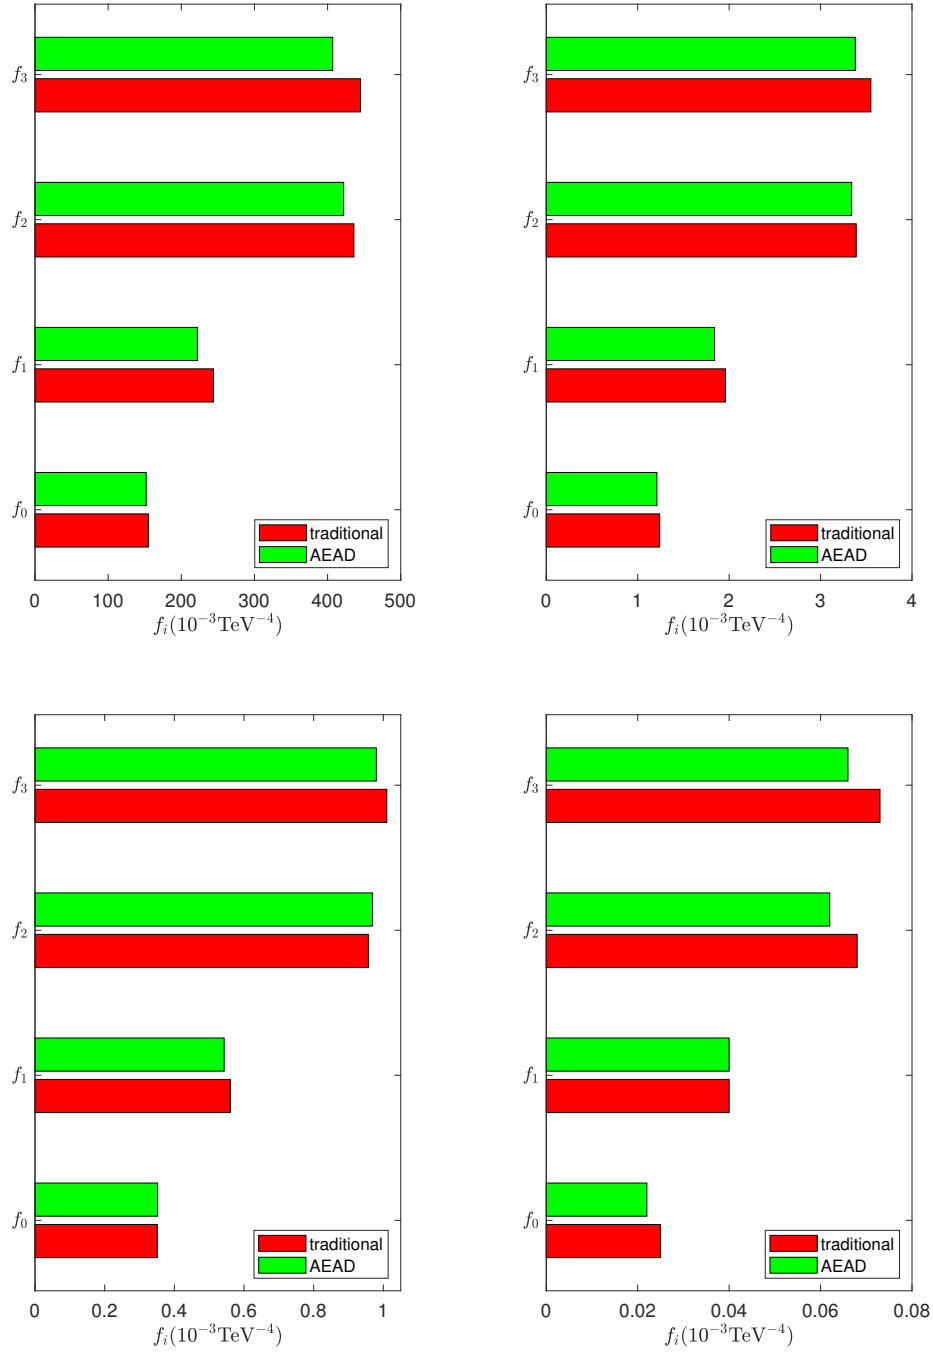 f₃
f₂
f₁
f₀
traditional
AEAD
0 100 200 300 400 500
fᵢ(10⁻³TeV⁻⁴)
f₃
f₂
f₁
f₀
traditional
AEAD
0 1 2 3 4
fᵢ(10⁻³TeV⁻⁴)
f₃
f₂
f₁
f₀
traditional
AEAD
0 0.2 0.4 0.6 0.8 1
fᵢ(10⁻³TeV⁻⁴)
f₃
f₂
f₁
f₀
traditional
AEAD
0 0.02 0.04 0.06 0.08
fᵢ(10⁻³TeV⁻⁴)